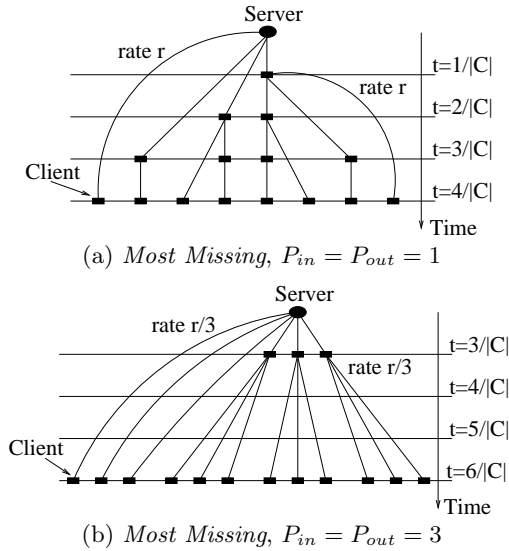 Server
rate r
t=1/|C|
rate r
t=2/|C|
t=3/|C|
Client
t=4/|C|
Time
(a) Most Missing, P_in = P_out = 1
Server
rate r/3
t=3/|C|
rate r/3
t=4/|C|
t=5/|C|
Client
t=6/|C|
Time
(b) Most Missing, P_in = P_out = 3